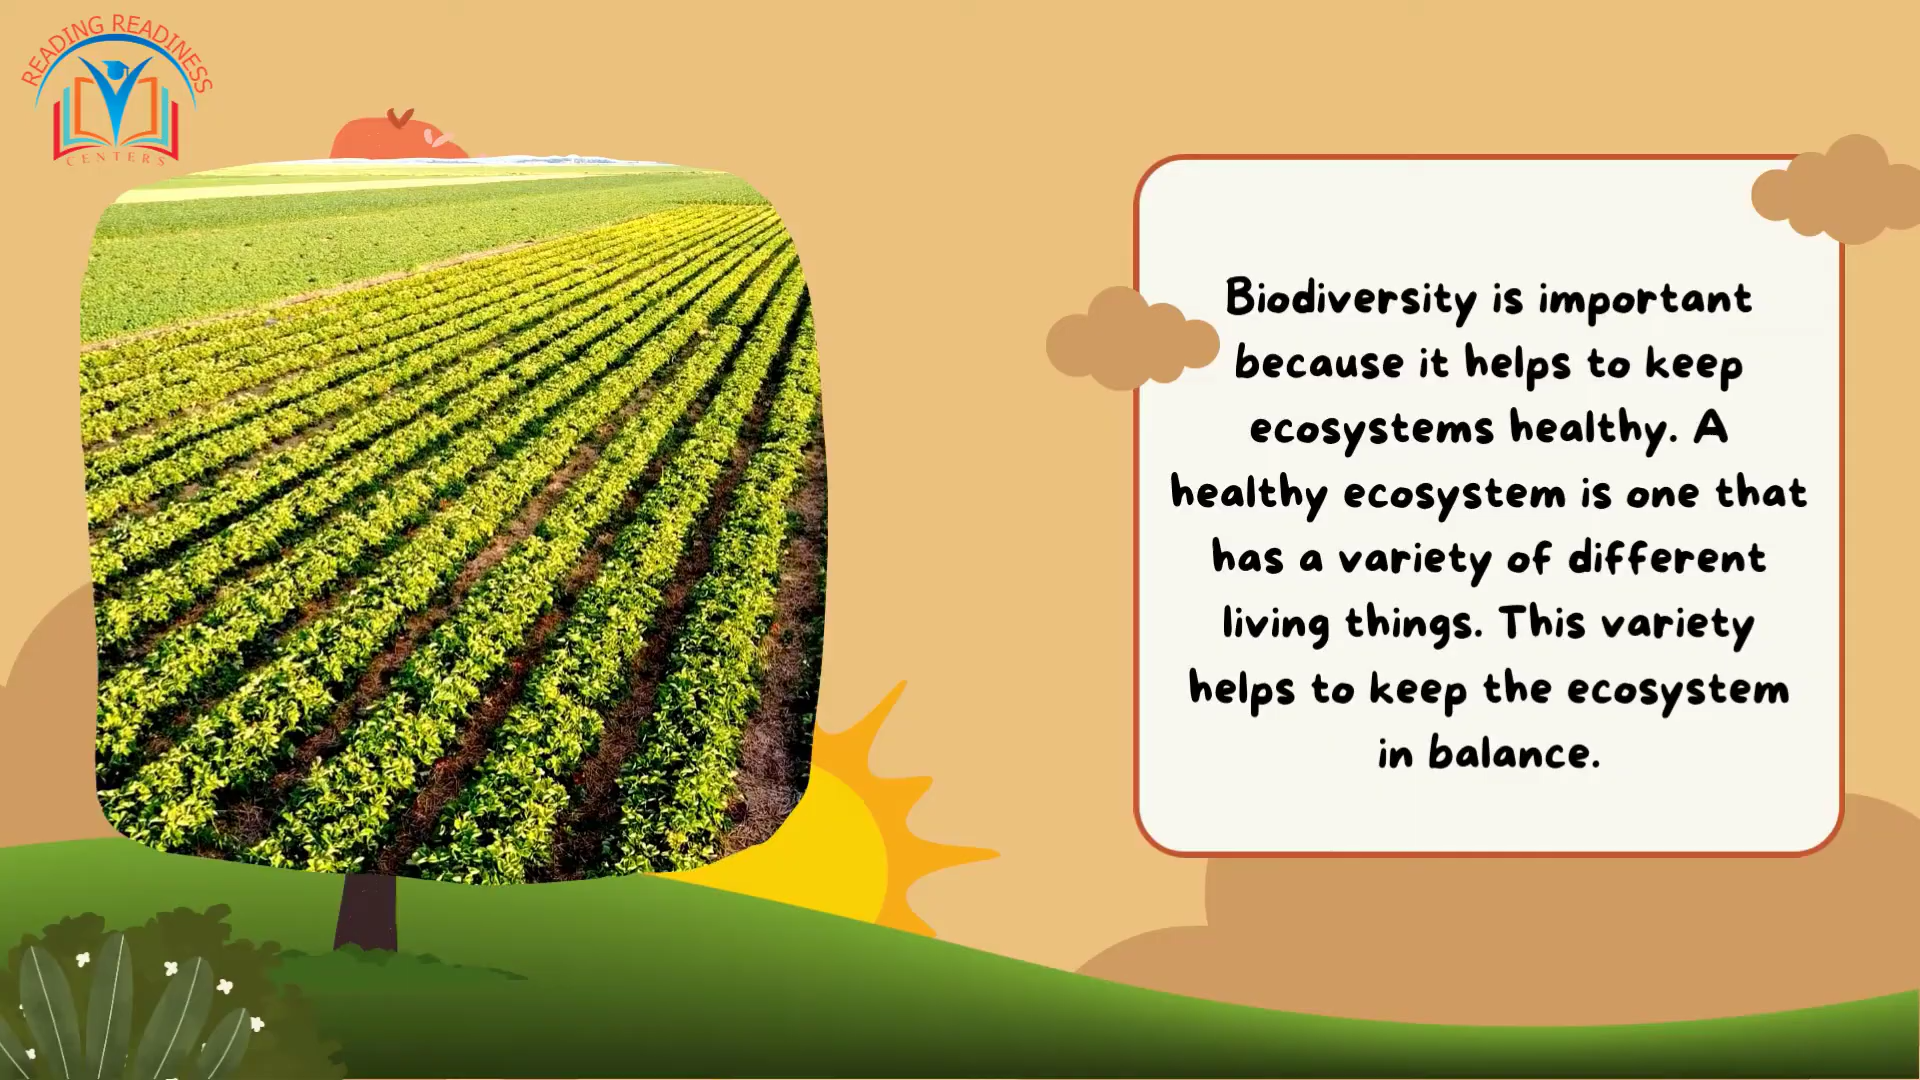 READING READINESS
CENTERS
Biodiversity is important
because it helps to keep
ecosystems healthy. A
healthy ecosystem is one that
has a variety of different
living things. This variety
helps to keep the ecosystem
in balance.